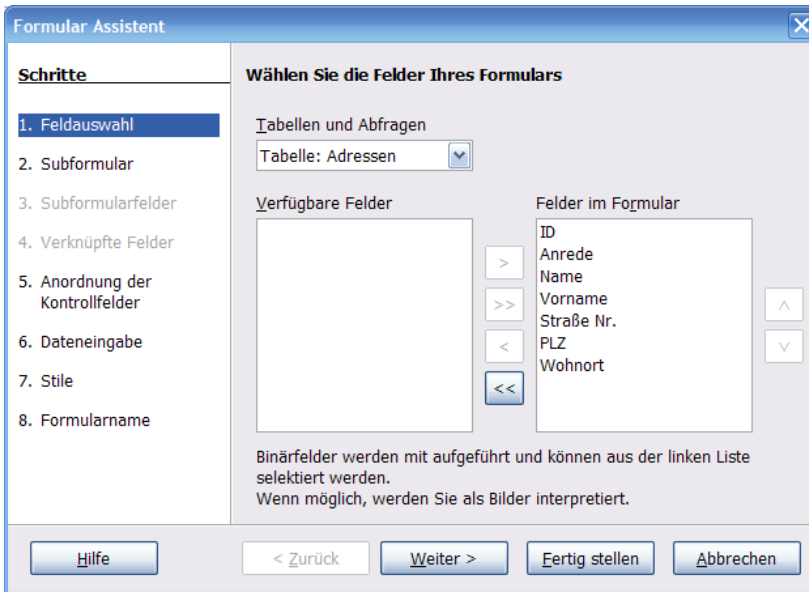 Formular Assistent
Schritte
1. Feldauswahl
2. Subformular
3. Subformularfelder
4. Verknüpfte Felder
5. Anordnung der
Kontrollfelder
6. Dateneingabe
7. Stile
8. Formularname
Wählen Sie die Felder Ihres Formulars
Tabellen und Abfragen
Tabelle: Adressen
Verfügbare Felder
>
>>
<
<<
Felder im Formular
ID
Anrede
Name
Vorname
Straße Nr.
PLZ
Wohnort
Binärfelder werden mit aufgeführt und können aus der linken Liste
selektiert werden.
Wenn möglich, werden Sie als Bilder interpretiert.
Hilfe
< Zurück
Weiter >
Fertig stellen
Abbrechen